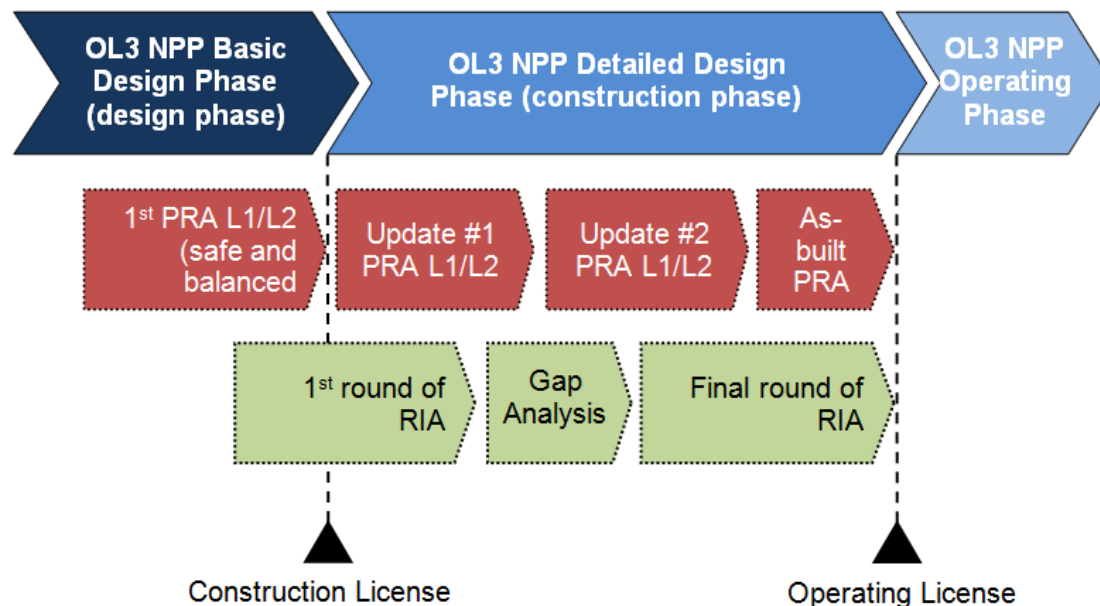 OL3 NPP Basic
Design Phase
(design phase)
OL3 NPP Detailed Design
Phase (construction phase)
OL3 NPP
Operating
Phase
1st PRA L1/L2
(safe and
balanced
Update #1
PRA L1/L2
Update #2
PRA L1/L2
As-
built
PRA
1st round of
RIA
Gap
Analysis
Final round of
RIA
Construction License
Operating License